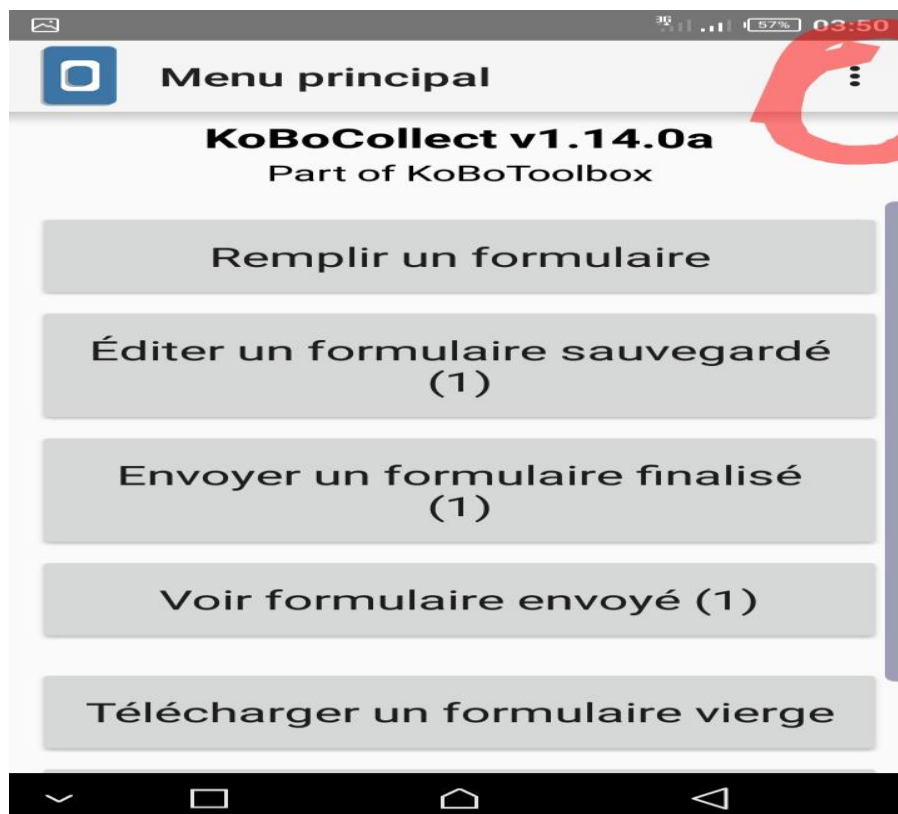 3G 57% 03:50
Menu principal
KoBoCollect v1.14.0a
Part of KoBoToolbox
Remplir un formulaire
Éditer un formulaire sauvegardé
(1)
Envoyer un formulaire finalisé
(1)
Voir formulaire envoyé (1)
Télécharger un formulaire vierge